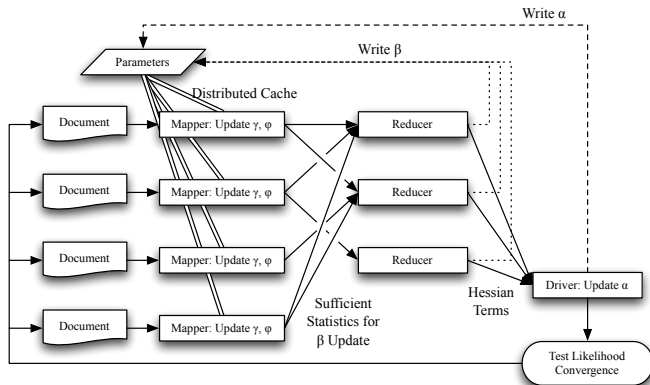 Write α
Write β
Parameters
Distributed Cache
Document
Mapper: Update γ, φ
Reducer
Document
Mapper: Update γ, φ
Reducer
Document
Mapper: Update γ, φ
Reducer
Document
Mapper: Update γ, φ
Sufficient
Statistics for
β Update
Hessian
Terms
Driver: Update α
Test Likelihood
Convergence